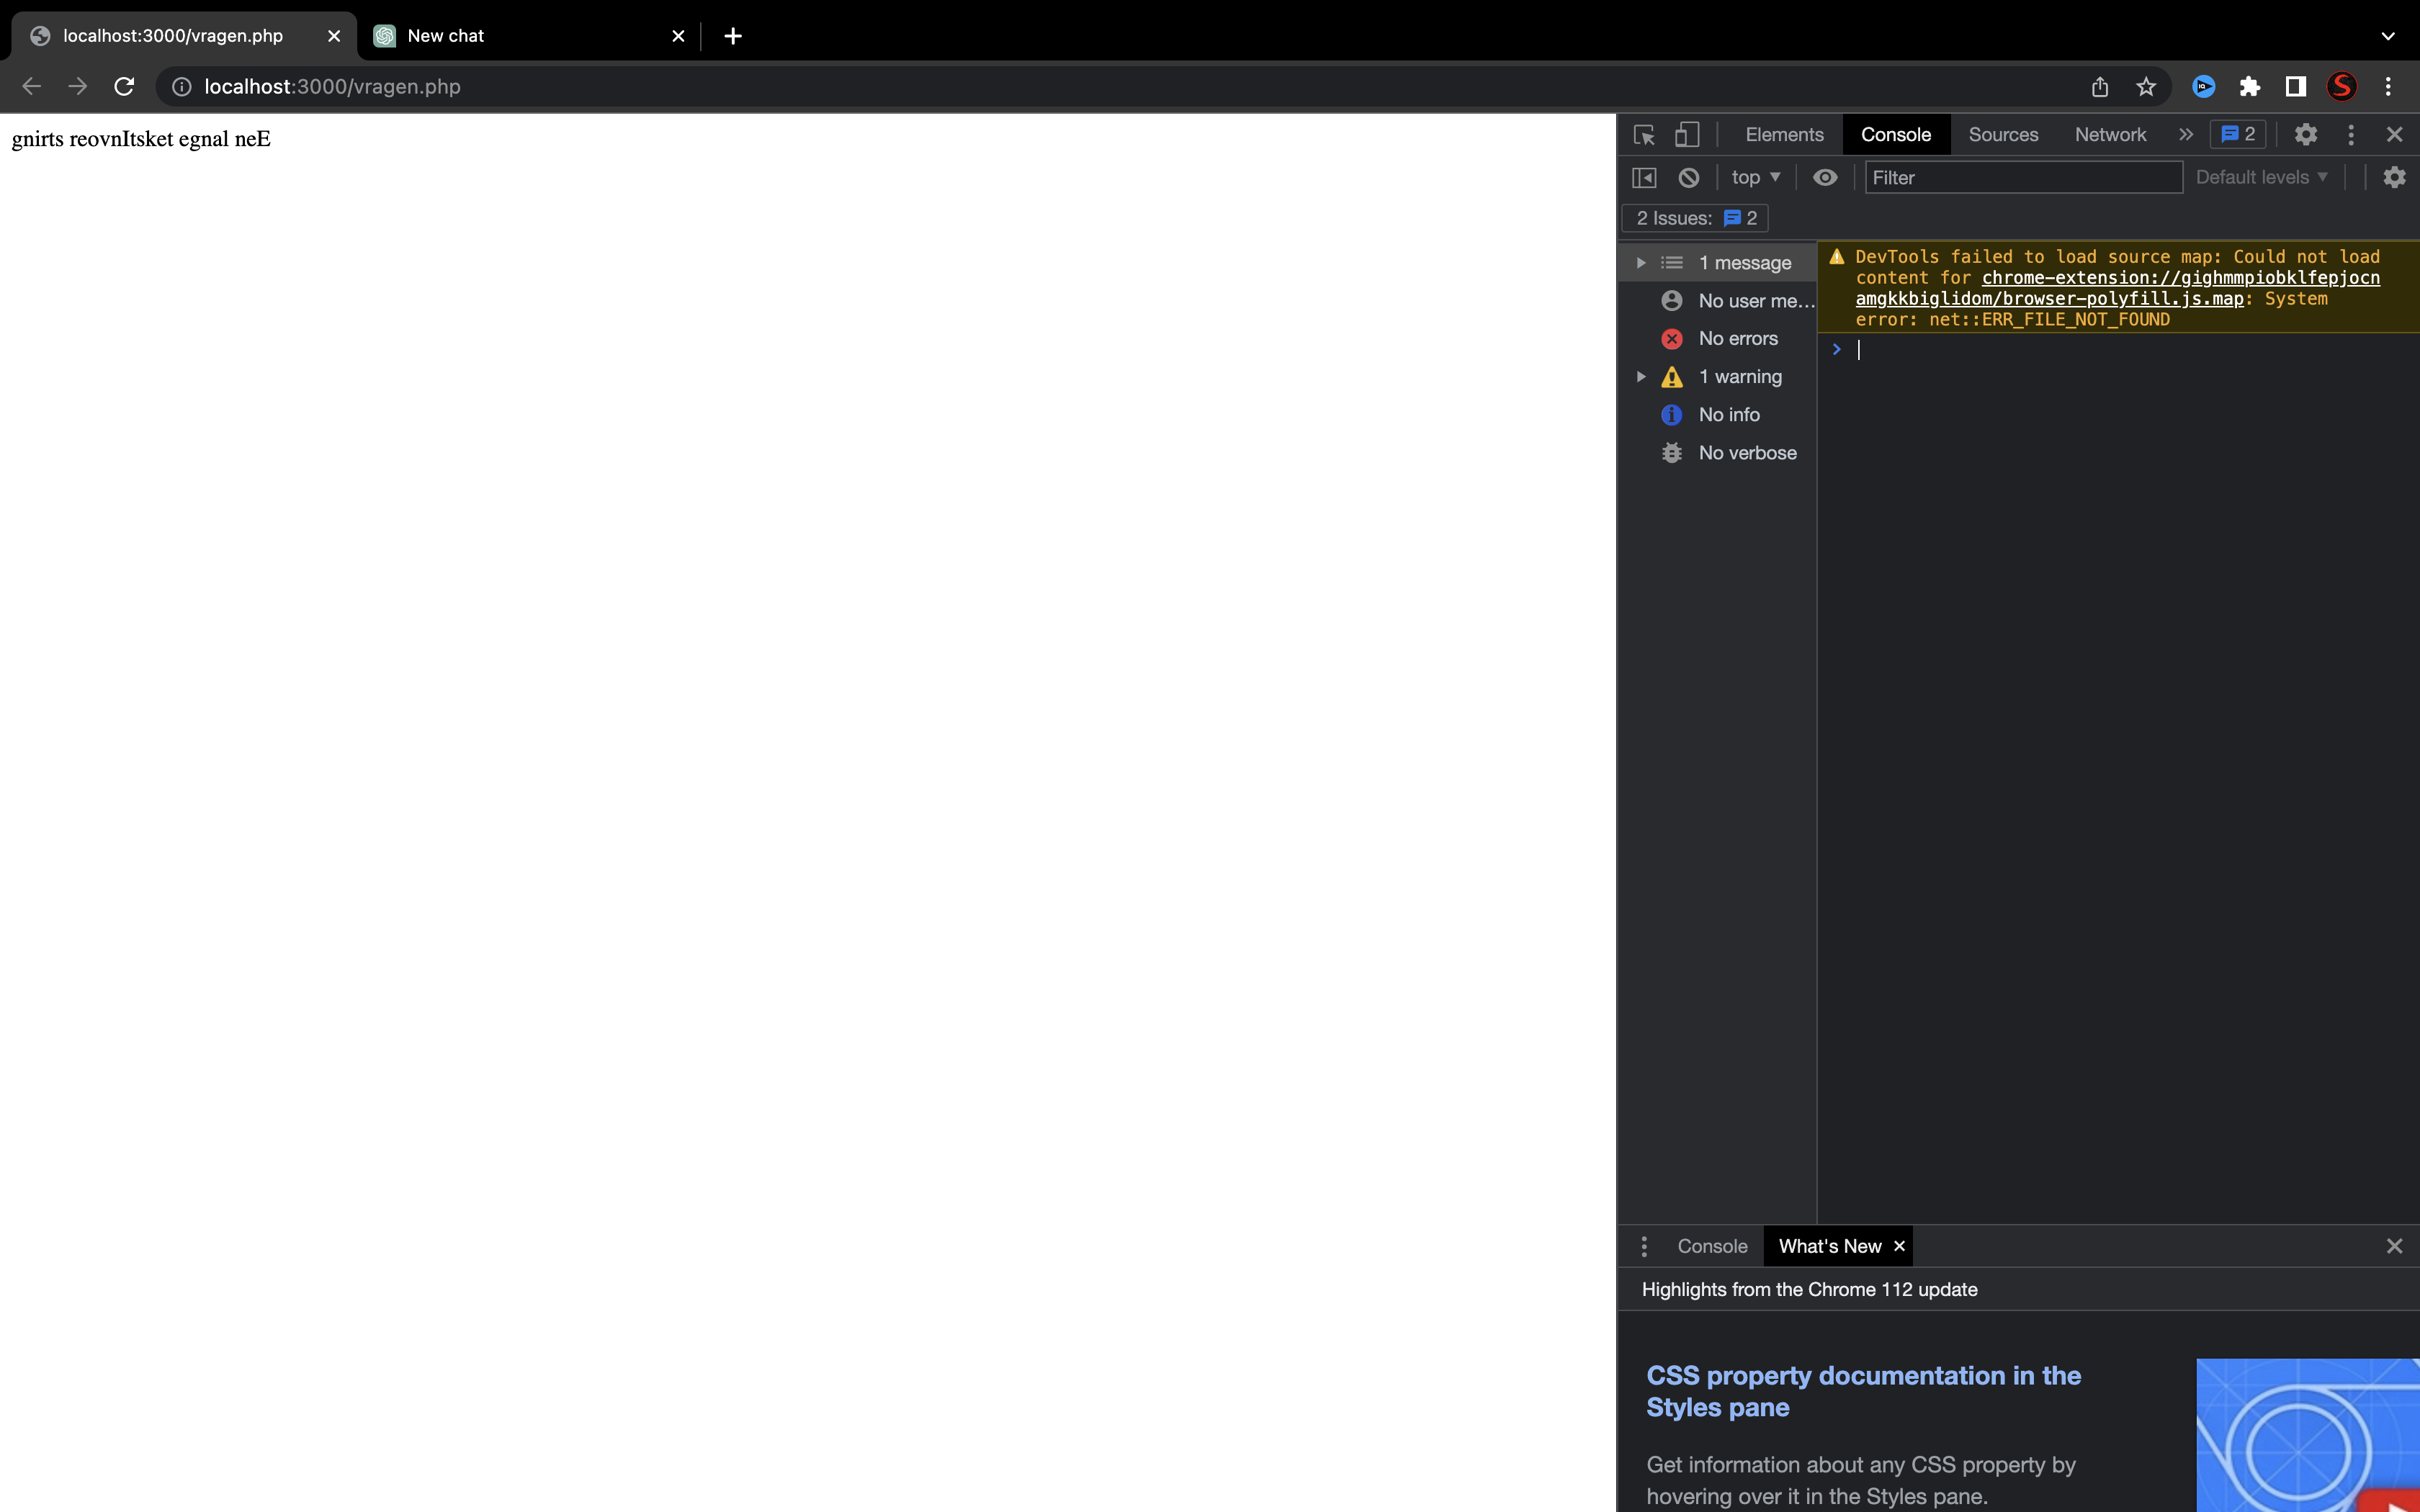 localhost:3000/vragen.php
New chat
localhost:3000/vragen.php
gnirts reovnItsket egnal neE
Elements
Console
Sources
Network
2
top
Filter
Default levels
2 Issues:
2
1 message
No user me...
No errors
1 warning
No info
No verbose
DevTools failed to load source map: Could not load
content for chrome-extension://gighmmpiobklfepjocn
amgkkbiglidom/browser-polyfill.js.map: System
error: net::ERR_FILE_NOT_FOUND
Console
What's New
Highlights from the Chrome 112 update
CSS property documentation in the
Styles pane
Get information about any CSS property by
hovering over it in the Styles pane.